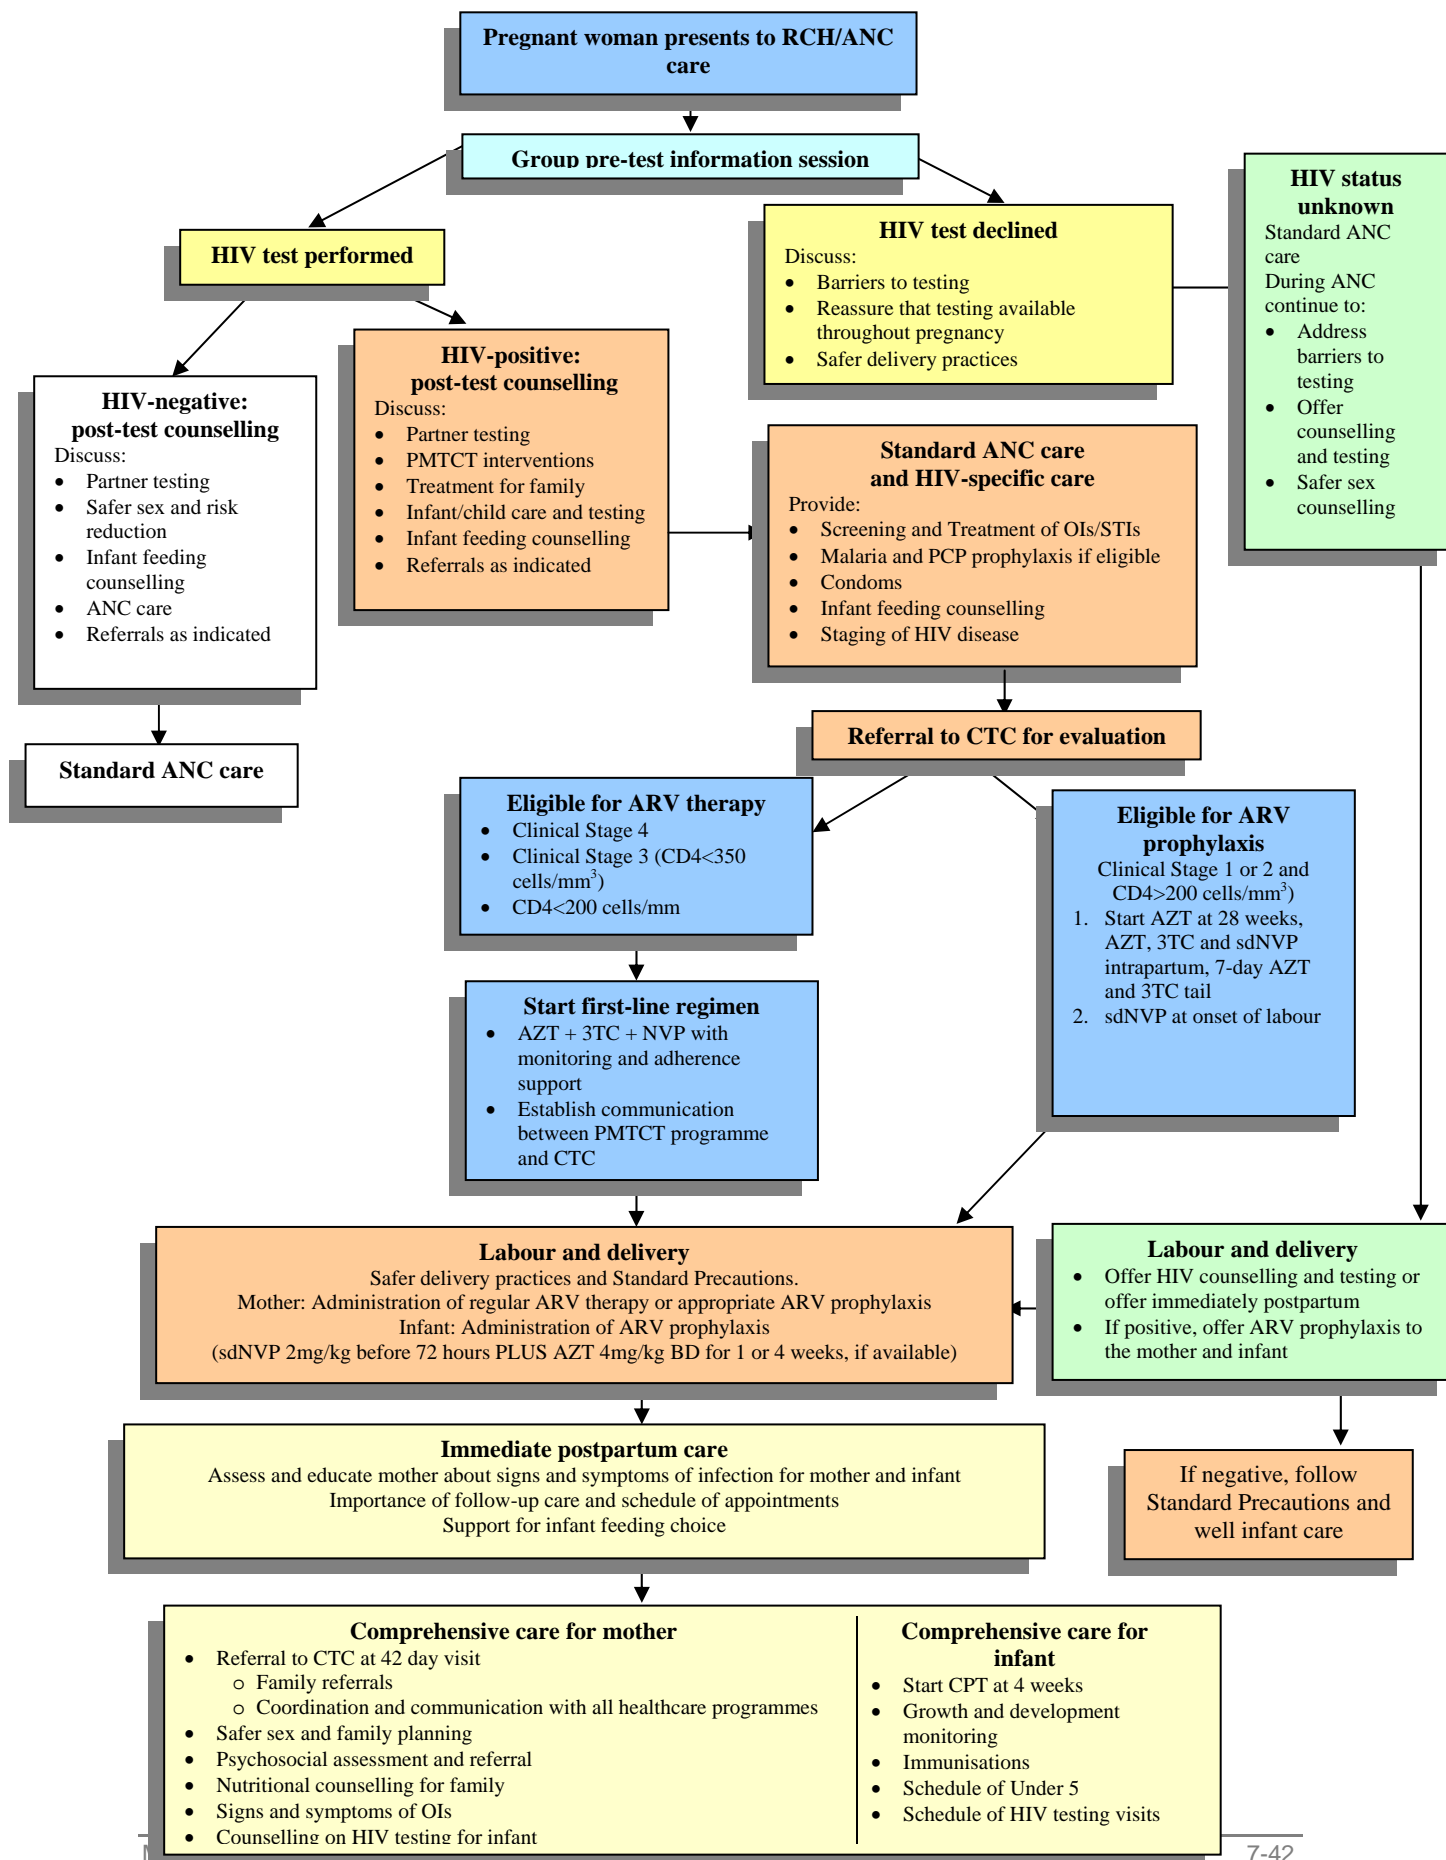 Pregnant woman presents to RCH/ANC
care
Group pre-test information session
HIV test performed
HIV test declined
Discuss:
• Barriers to testing
• Reassure that testing available
throughout pregnancy
• Safer delivery practices
HIV status
unknown
Standard ANC
care
During ANC
continue to:
• Address
barriers to
testing
• Offer
counselling
and testing
• Safer sex
counselling
HIV-negative:
post-test counselling
Discuss:
• Partner testing
• Safer sex and risk
reduction
• Infant feeding
counselling
• ANC care
• Referrals as indicated
HIV-positive:
post-test counselling
Discuss:
• Partner testing
• PMTCT interventions
• Treatment for family
• Infant/child care and testing
• Infant feeding counselling
• Referrals as indicated
Standard ANC care
and HIV-specific care
Provide:
• Screening and Treatment of OIs/STIs
• Malaria and PCP prophylaxis if eligible
• Condoms
• Infant feeding counselling
• Staging of HIV disease
Standard ANC care
Referral to CTC for evaluation
Eligible for ARV therapy
• Clinical Stage 4
• Clinical Stage 3 (CD4<350
cells/mm³)
• CD4<200 cells/mm
Eligible for ARV
prophylaxis
Clinical Stage 1 or 2 and
CD4>200 cells/mm³)
1. Start AZT at 28 weeks,
AZT, 3TC and sdNVP
intrapartum, 7-day AZT
and 3TC tail
2. sdNVP at onset of labour
Start first-line regimen
• AZT + 3TC + NVP with
monitoring and adherence
support
• Establish communication
between PMTCT programme
and CTC
Labour and delivery
Safer delivery practices and Standard Precautions.
Mother: Administration of regular ARV therapy or appropriate ARV prophylaxis
Infant: Administration of ARV prophylaxis
(sdNVP 2mg/kg before 72 hours PLUS AZT 4mg/kg BD for 1 or 4 weeks, if available)
Labour and delivery
• Offer HIV counselling and testing or
offer immediately postpartum
• If positive, offer ARV prophylaxis to
the mother and infant
Immediate postpartum care
Assess and educate mother about signs and symptoms of infection for mother and infant
Importance of follow-up care and schedule of appointments
Support for infant feeding choice
If negative, follow
Standard Precautions and
well infant care
Comprehensive care for mother
• Referral to CTC at 42 day visit
o Family referrals
o Coordination and communication with all healthcare programmes
• Safer sex and family planning
• Psychosocial assessment and referral
• Nutritional counselling for family
• Signs and symptoms of OIs
• Counselling on HIV testing for infant
Comprehensive care for
infant
• Start CPT at 4 weeks
• Growth and development
monitoring
• Immunisations
• Schedule of Under 5
• Schedule of HIV testing visits
7-42